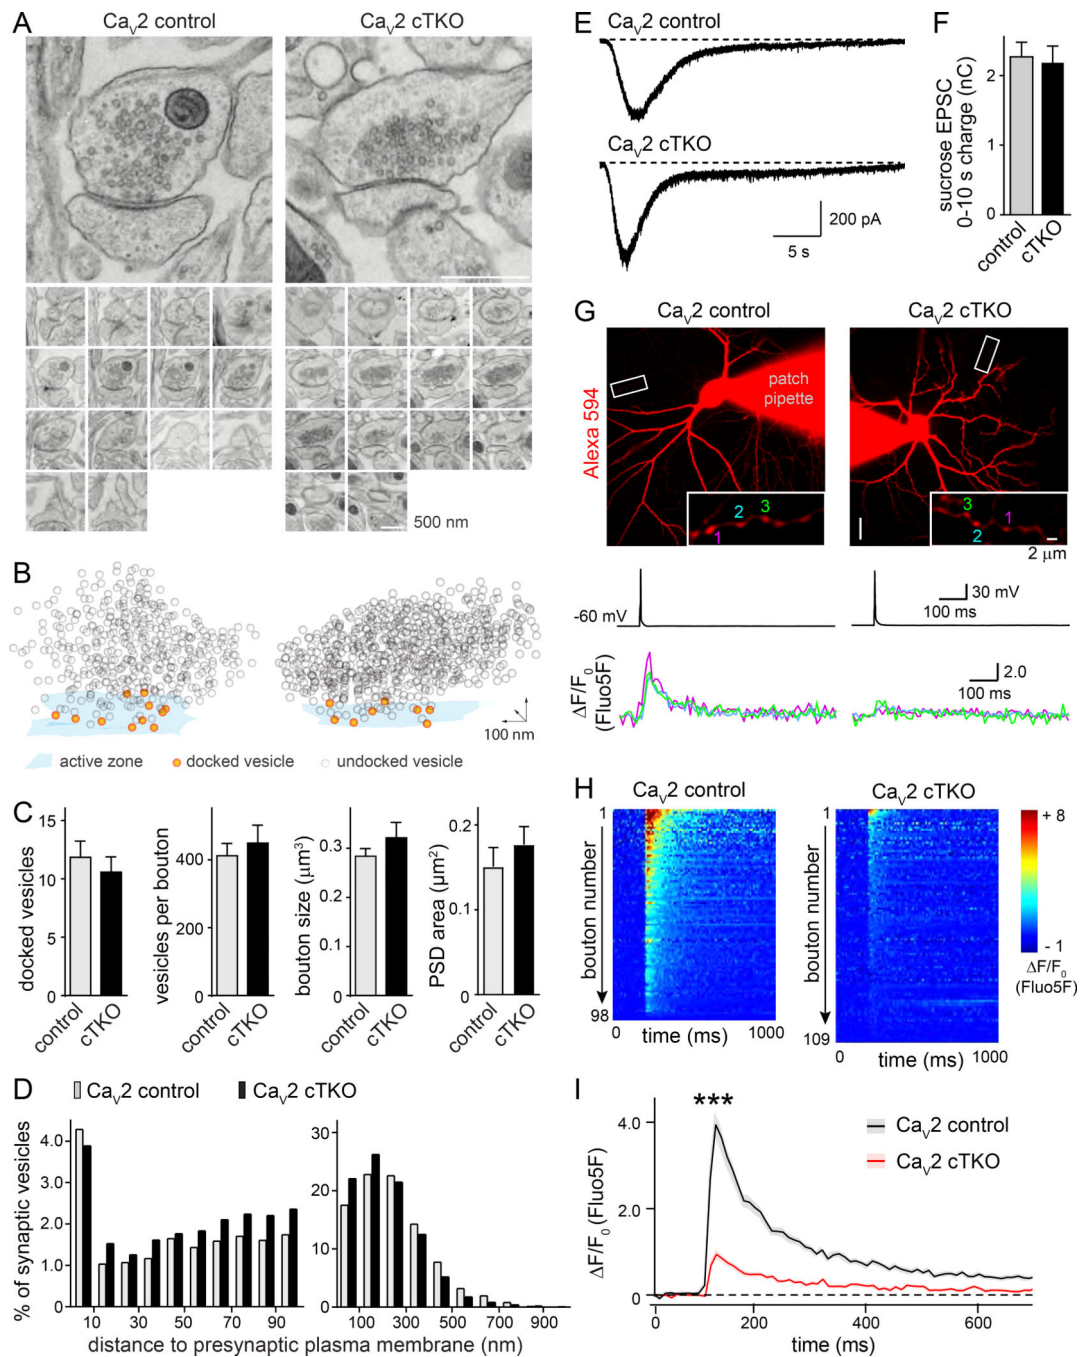 A
Cav2 control
Cav2 cTKO
500 nm
B
100 nm
active zone
docked vesicle
undocked vesicle
C
docked vesicles
15
10
5
0
control
cTKO
vesicles per bouton
400
200
0
control
cTKO
bouton size (μm³)
0.3
0.1
0
control
cTKO
PSD area (μm²)
0.2
0.1
0
control
cTKO
D
Cav2 control
Cav2 cTKO
% of synaptic vesicles
4.0
3.0
2.0
1.0
0
10
30
50
70
90
30
20
10
0
100
300
500
700
900
distance to presynaptic plasma membrane (nm)
E
Cav2 control
Cav2 cTKO
200 pA
5 s
F
sucrose EPSC
0-10 s charge (nC)
2
1
0
control
cTKO
G
Cav2 control
Cav2 cTKO
Alexa 594
patch
pipette
1
2
3
3
2
1
2 μm
-60 mV
30 mV
100 ms
ΔF/F₀
(Fluo5F)
2.0
100 ms
H
Cav2 control
Cav2 cTKO
bouton number
1
98
0
1000
time (ms)
bouton number
1
109
0
1000
time (ms)
+ 8
- 1
ΔF/F₀
(Fluo5F)
I
***
Cav2 control
Cav2 cTKO
ΔF/F₀ (Fluo5F)
4.0
2.0
0
0
200
400
600
time (ms)